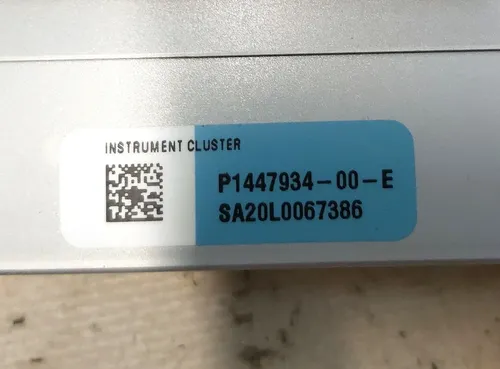 INSTRUMENT CLUSTER
P1447934-00-E
SA20L0067386